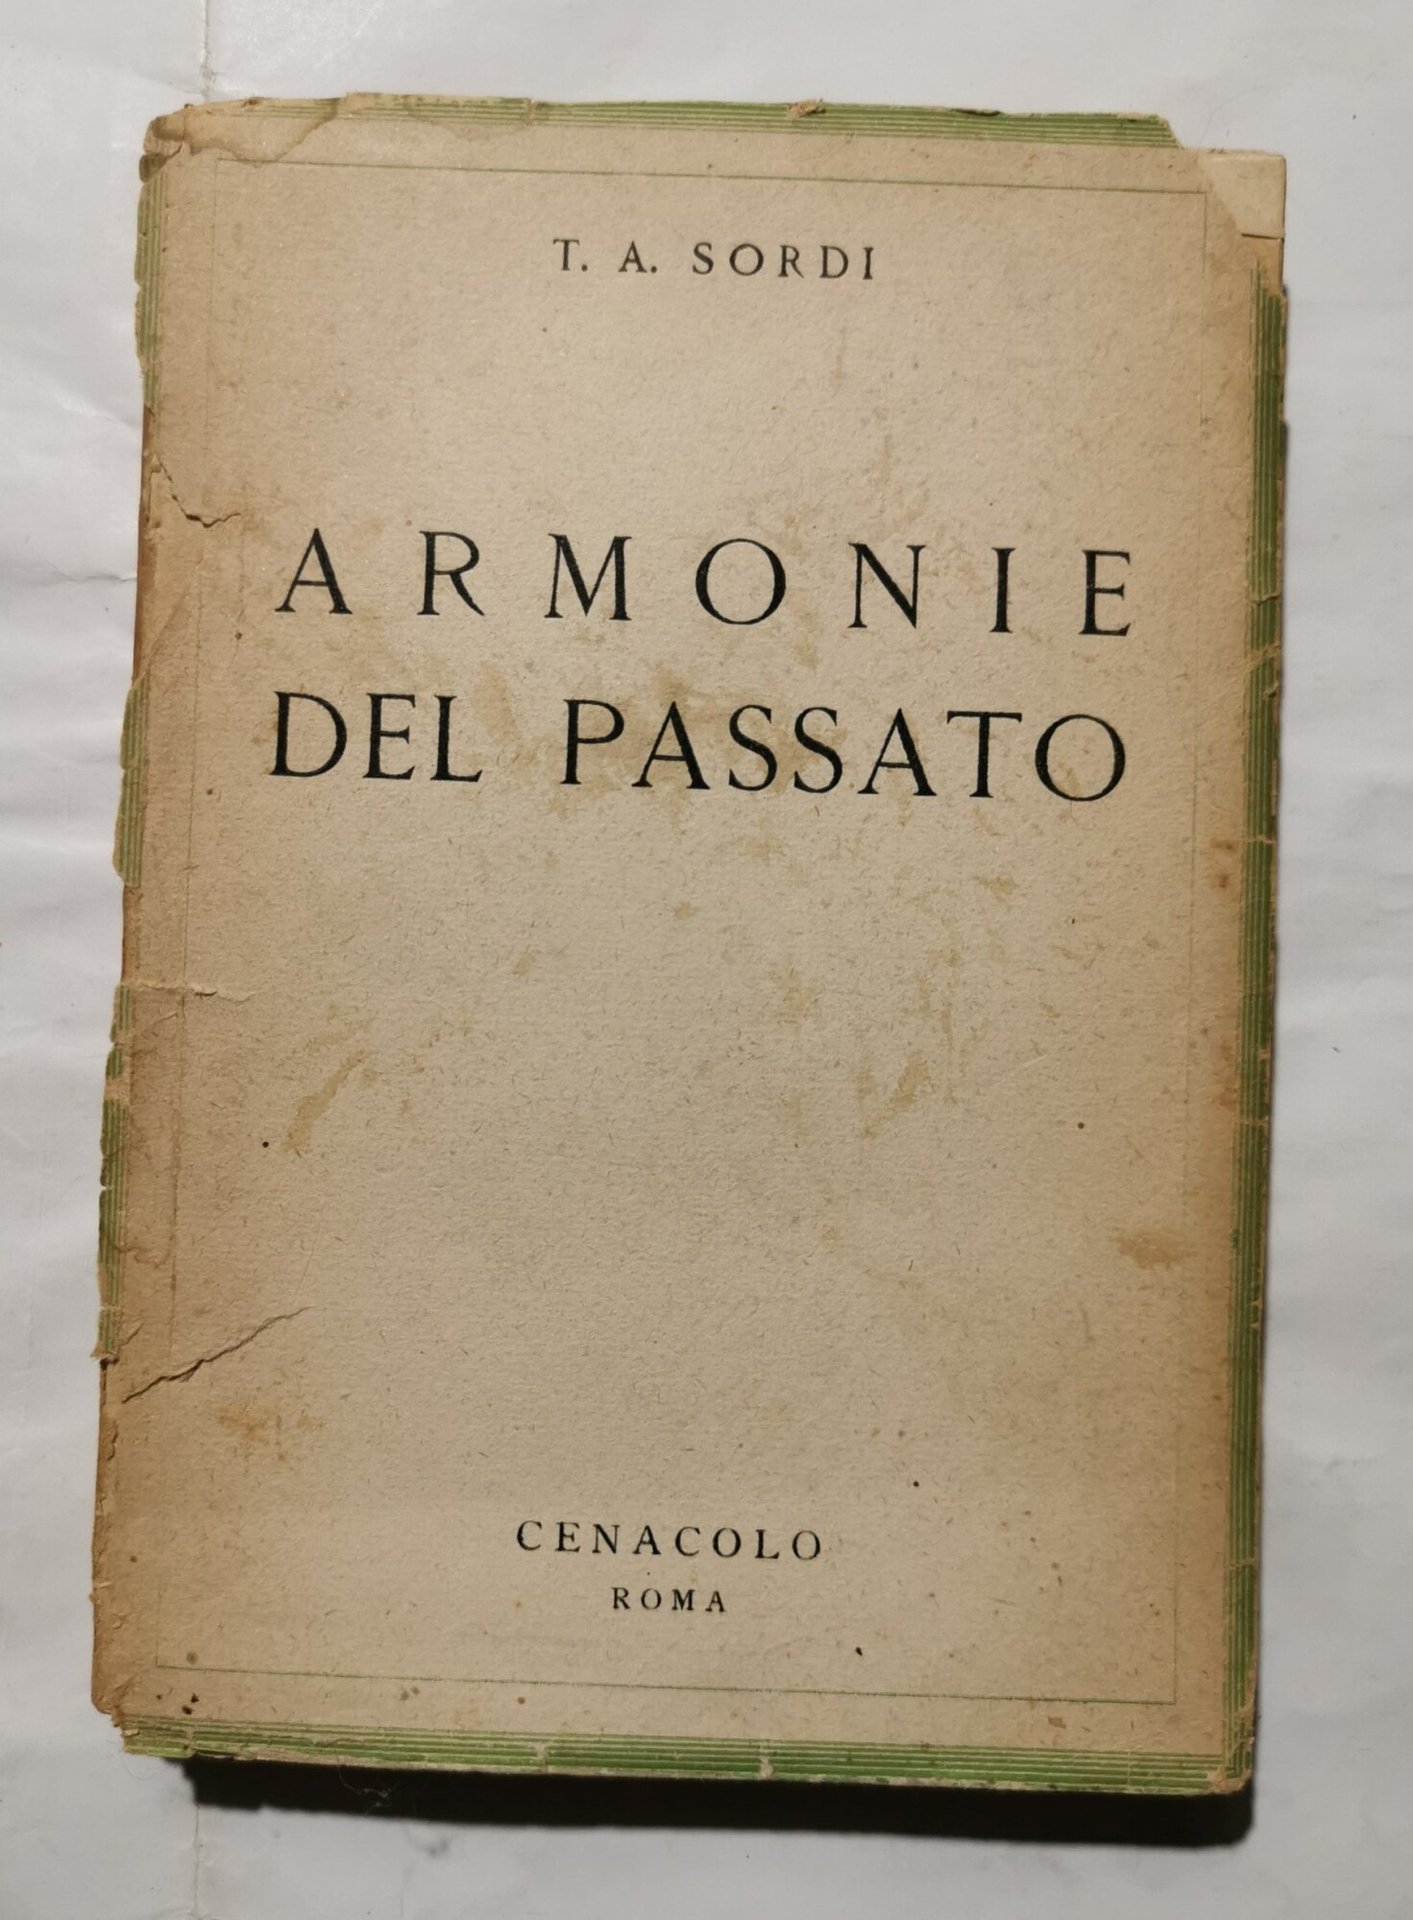 T. A. SORDI
ARMONIE
DEL PASSATO
CENACOLO
ROMA